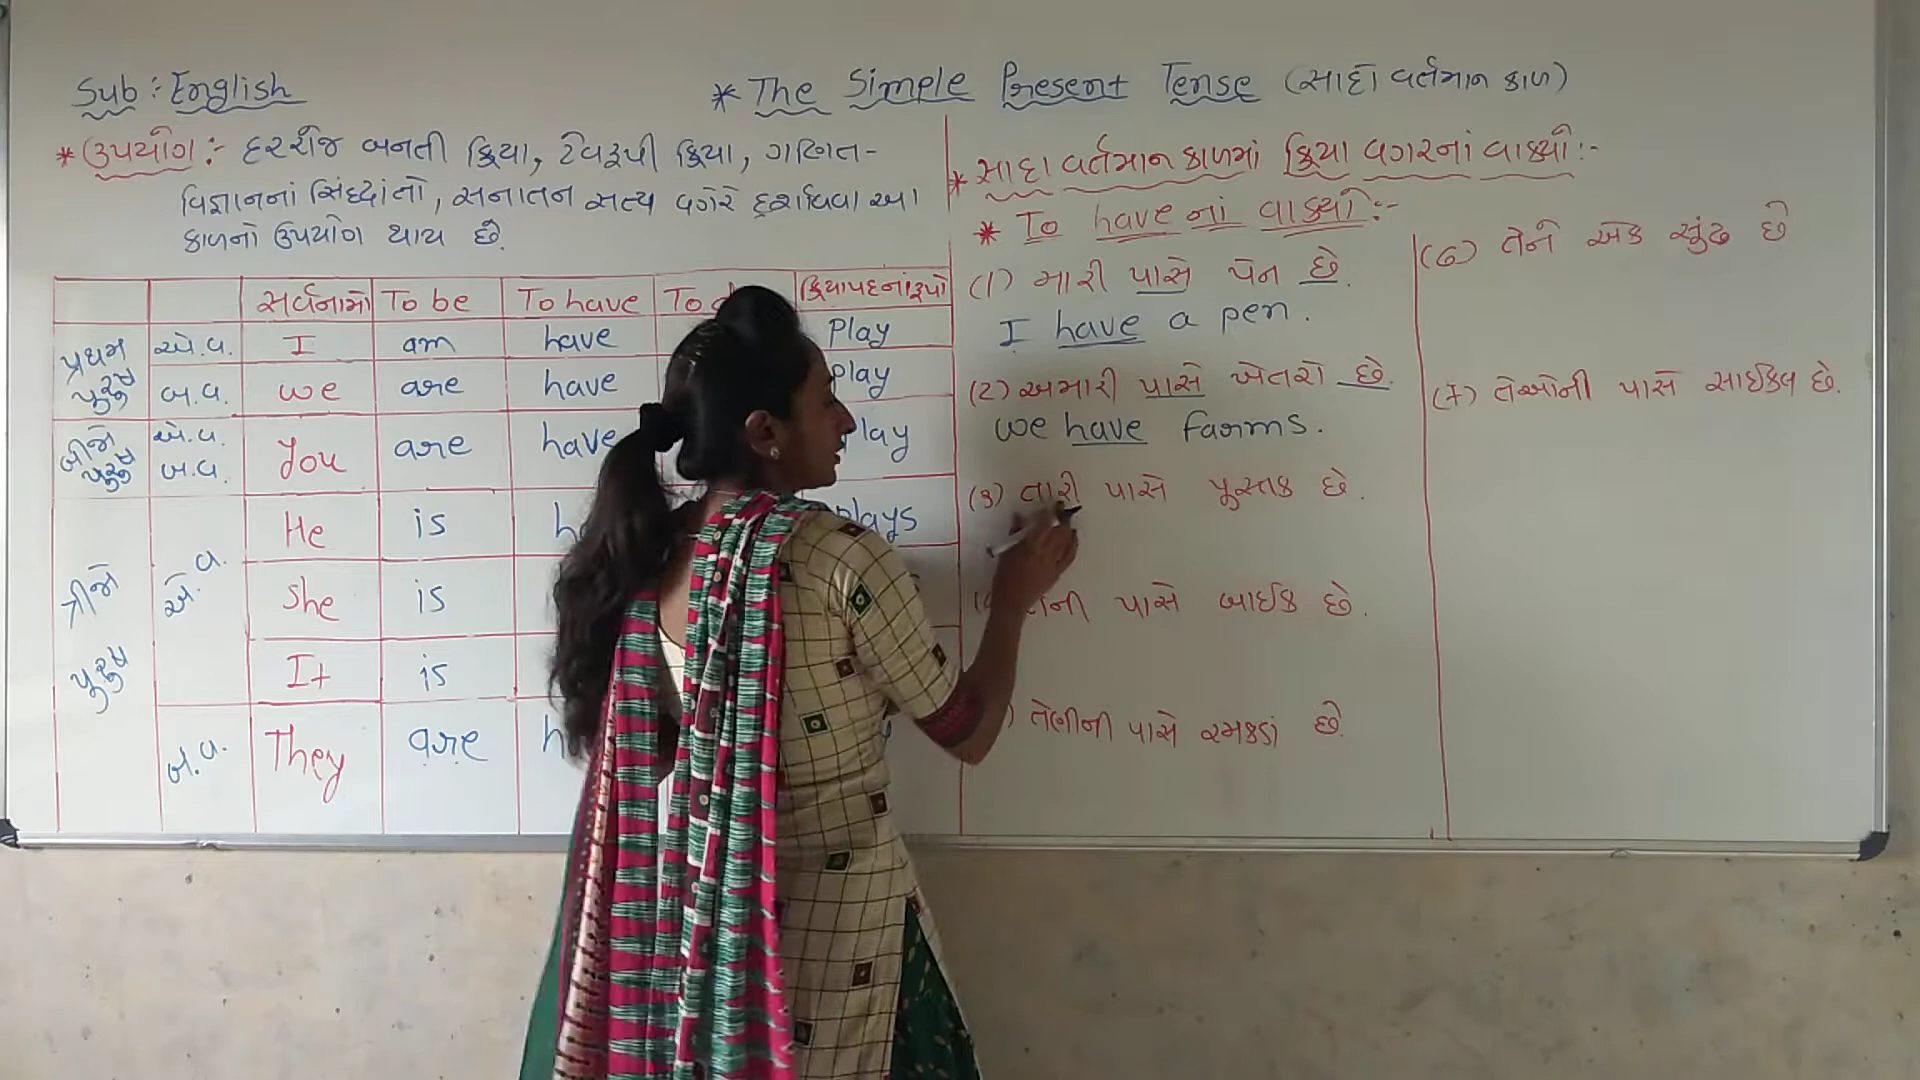 Sub : English
* The Simple Present Tense (સાદો વર્તમાન કાળ)
* ઉપયોગ :- દરરોજ બનતી ક્રિયા, ટેવરૂપી ક્રિયા, ગણિત-
વિજ્ઞાનનાં સિદ્ધાંતો, સનાતન સત્ય વગેરે દર્શાવવા આ
કાળનો ઉપયોગ થાય છે.
સર્વનામો To be To have To ક્રિયાપદનાં રૂપો
પ્રથમ પુરુષ એ.વ. I am have Play
બ.વ. we are have play
બીજો પુરુષ એ.વ. બ.વ. you are have play
ત્રીજો પુરુષ એ.વ. He is plays
She is
It is
બ.વ. They are
* સાદા વર્તમાન કાળમાં ક્રિયા વગરનાં વાક્યો :-
* To have નાં વાક્યો :-
(1) મારી પાસે પેન છે.
I have a pen.
(2) અમારી પાસે ખેતરો છે.
we have farms.
(3) તારી પાસે પુસ્તક છે.
પાસે બાઈક છે.
તેણીની પાસે રમકડાં છે.
(6) તેને એક સૂંઢ છે
(7) તેઓની પાસે સાઈકલ છે.